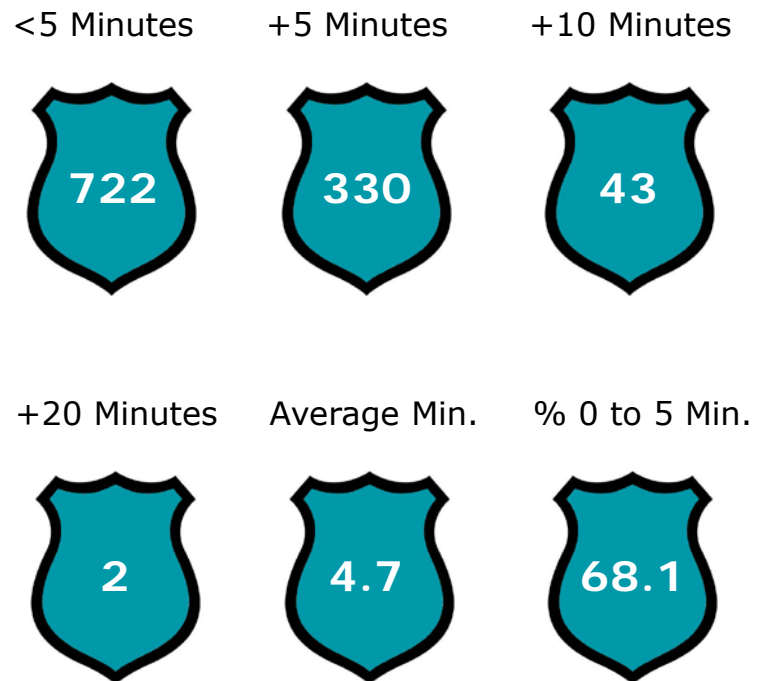 <5 Minutes +5 Minutes +10 Minutes
722 330 43
+20 Minutes Average Min. % 0 to 5 Min.
2 4.7 68.1